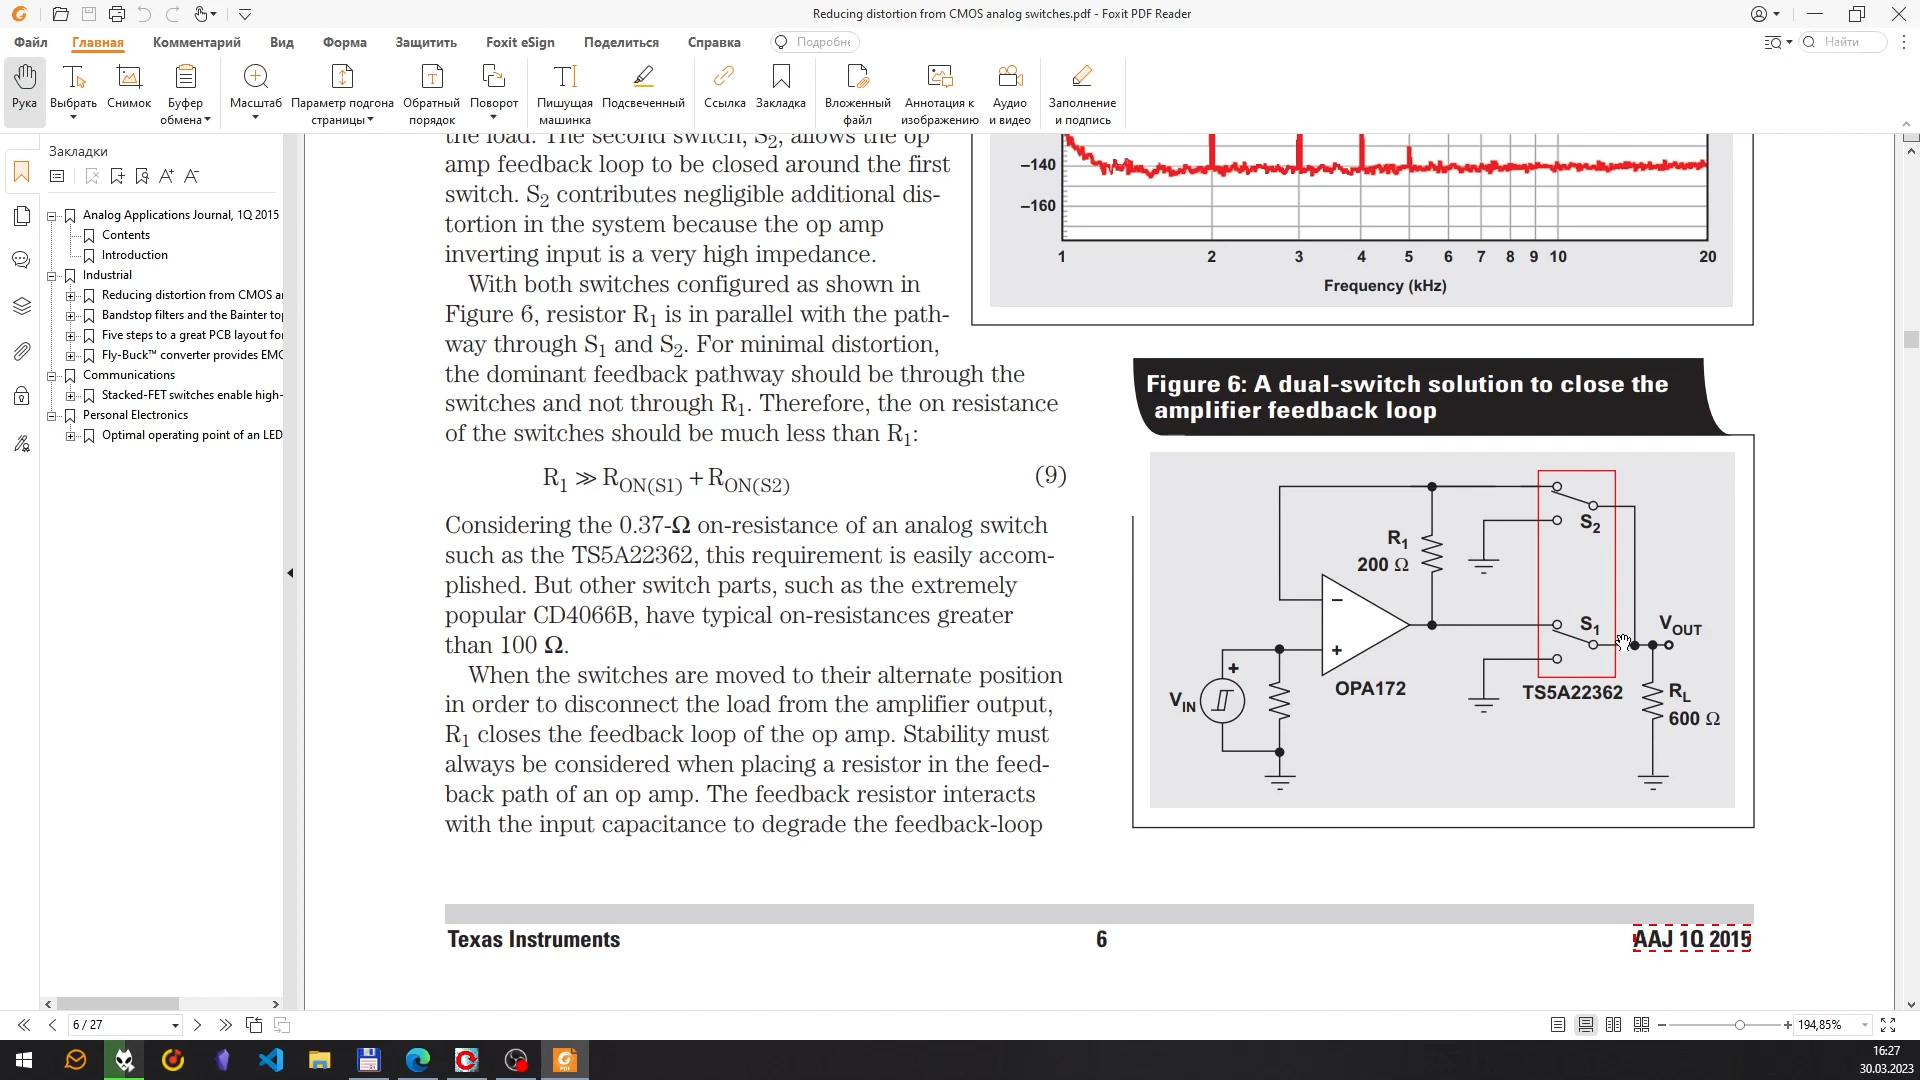 Reducing distortion from CMOS analog switches.pdf - Foxit PDF Reader
Файл Главная Комментарий Вид Форма Защитить Foxit eSign Поделиться Справка Подробне Найти
Рука Выбрать Снимок Буфер обмена Масштаб Параметр подгона страницы Обратный порядок Поворот Пишущая машинка Подсвеченный Ссылка Закладка Вложенный файл Аннотация к изображению Аудио и видео Заполнение и подпись
Закладки
Analog Applications Journal, 1Q 2015
Contents
Introduction
Industrial
Reducing distortion from CMOS ar
Bandstop filters and the Bainter top
Five steps to a great PCB layout for
Fly-Buck™ converter provides EMC
Communications
Stacked-FET switches enable high-
Personal Electronics
Optimal operating point of an LED
the load. The second switch, S2, allows the op
amp feedback loop to be closed around the first
switch. S2 contributes negligible additional dis-
tortion in the system because the op amp
inverting input is a very high impedance.
With both switches configured as shown in
Figure 6, resistor R1 is in parallel with the path-
way through S1 and S2. For minimal distortion,
the dominant feedback pathway should be through the
switches and not through R1. Therefore, the on resistance
of the switches should be much less than R1:
R1 ≫ RON(S1) + RON(S2) (9)
Considering the 0.37-Ω on-resistance of an analog switch
such as the TS5A22362, this requirement is easily accom-
plished. But other switch parts, such as the extremely
popular CD4066B, have typical on-resistances greater
than 100 Ω.
When the switches are moved to their alternate position
in order to disconnect the load from the amplifier output,
R1 closes the feedback loop of the op amp. Stability must
always be considered when placing a resistor in the feed-
back path of an op amp. The feedback resistor interacts
with the input capacitance to degrade the feedback-loop
–140
–160
1 2 3 4 5 6 7 8 9 10 20
Frequency (kHz)
Figure 6: A dual-switch solution to close the
amplifier feedback loop
S2
R1
200 Ω
–
S1
VOUT
+
+
OPA172
TS5A22362
VIN
RL
600 Ω
Texas Instruments 6 AAJ 1Q 2015
6 / 27
194,85%
16:27
30.03.2023